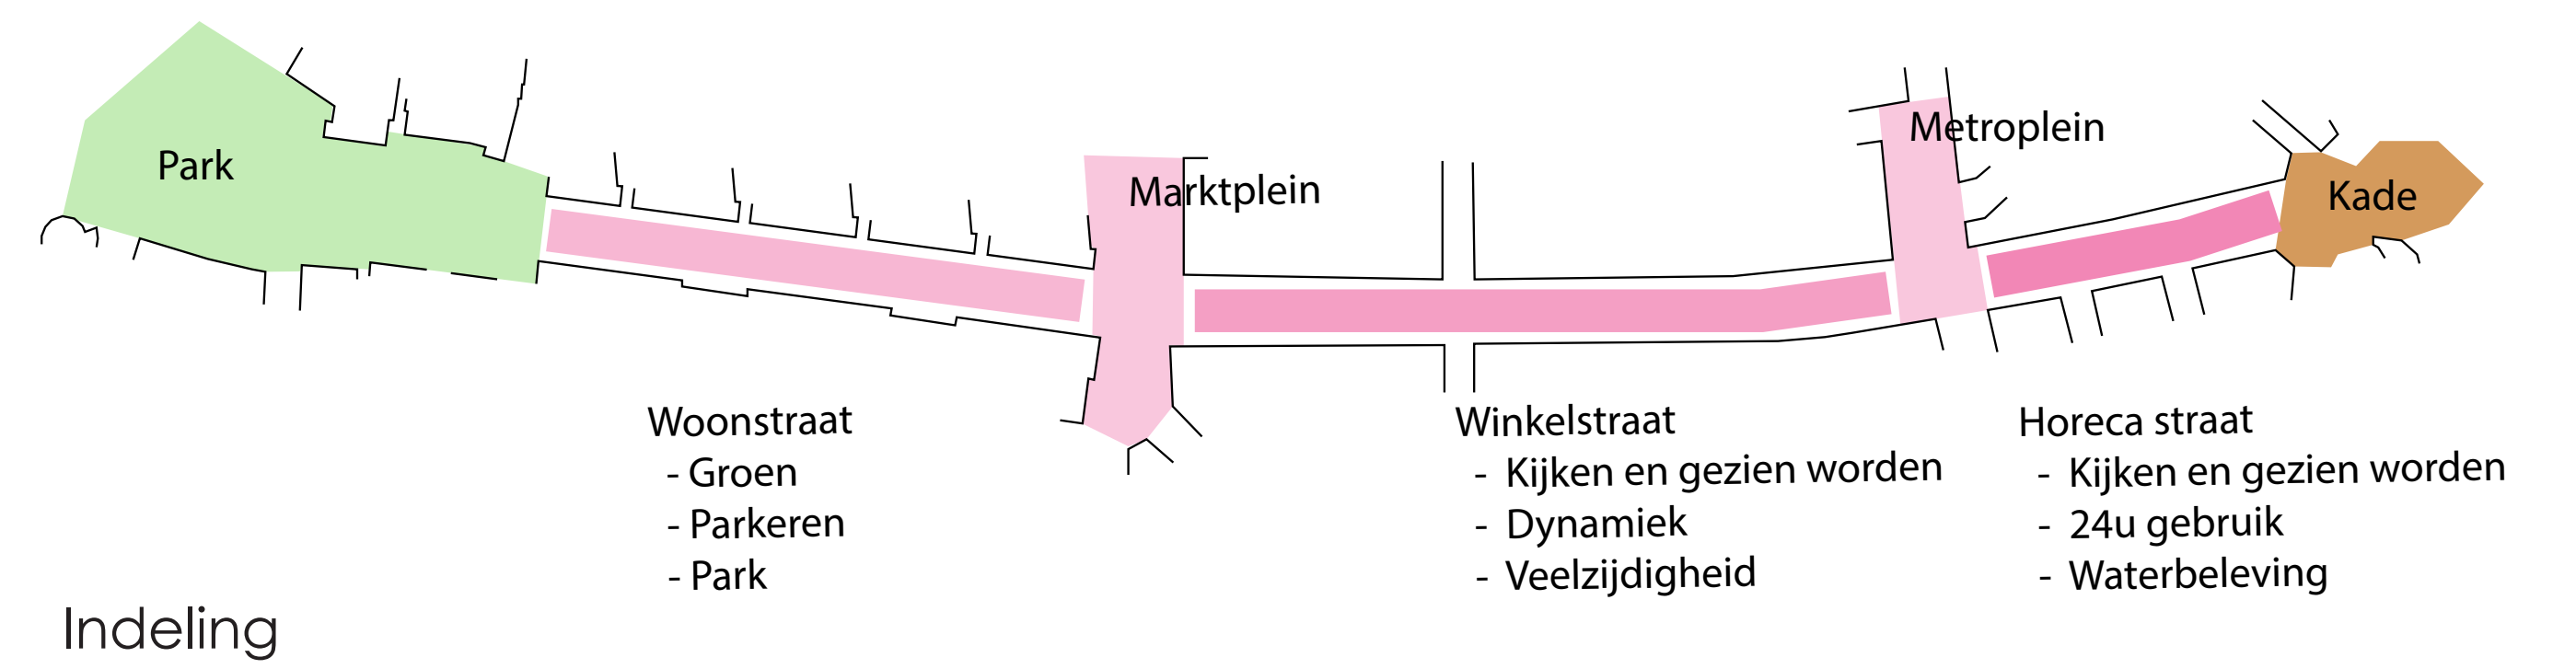 Park
Marktplein
Metroplein
Kade
Woonstraat
- Groen
- Parkeren
- Park
Winkelstraat
- Kijken en gezien worden
- Dynamiek
- Veelzijdigheid
Horeca straat
- Kijken en gezien worden
- 24u gebruik
- Waterbeleving
Indeling